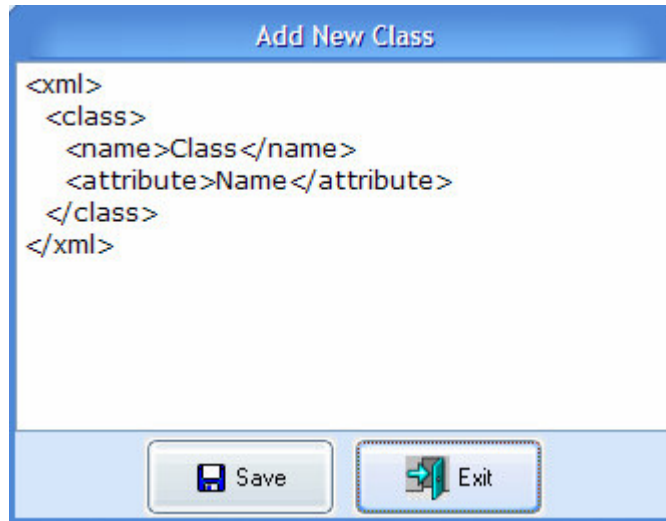 Add New Class
<xml>
<class>
<name>Class</name>
<attribute>Name</attribute>
</class>
</xml>
Save
Exit